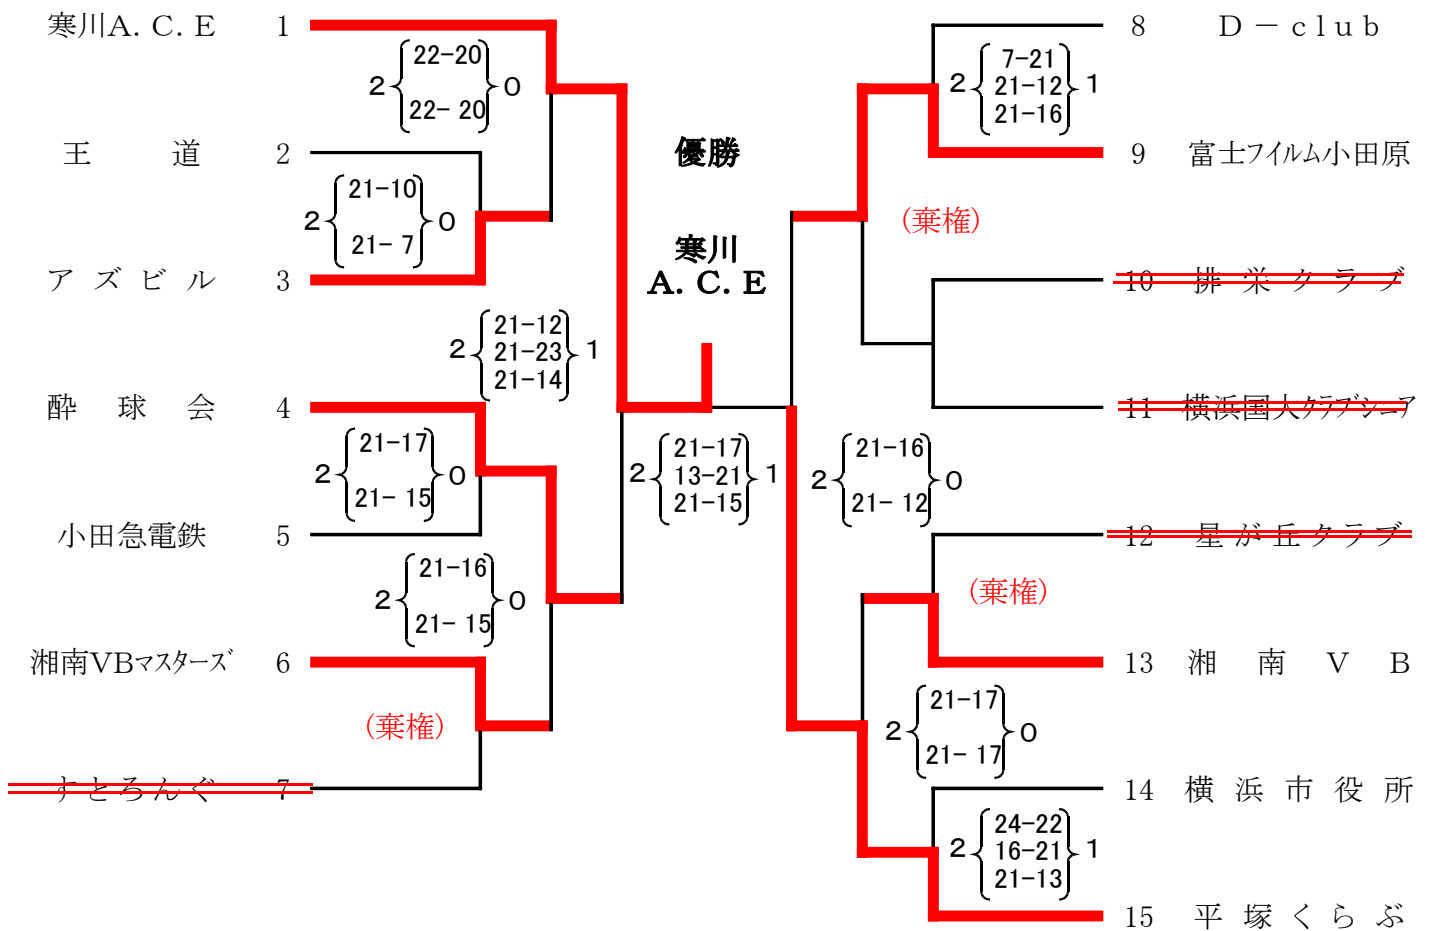 寒川A．C．E 1
2 22-20 0
22- 20
王 道 2
2 21-10 0
21- 7
ア ズ ビ ル 3
2 21-12 1
21-23
21-14
酔 球 会 4
2 21-17 0
21- 15
小田急電鉄 5
2 21-16 0
21- 15
湘南VBマスターズ 6
(棄権)
すとろんぐ 7
優勝
寒川
A．C．E
2 21-17 1
13-21
21-15
8 D－ｃｌｕｂ
2 7-21 1
21-12
21-16
9 富士フイルム小田原
(棄権)
10 排 栄 ク ラ ブ
11 横浜国大クラブシニア
2 21-16 0
21- 12
12 星 が 丘 ク ラ ブ
(棄権)
13 湘 南 V B
2 21-17 0
21- 17
14 横 浜 市 役 所
2 24-22 1
16-21
21-13
15 平 塚 く ら ぶ